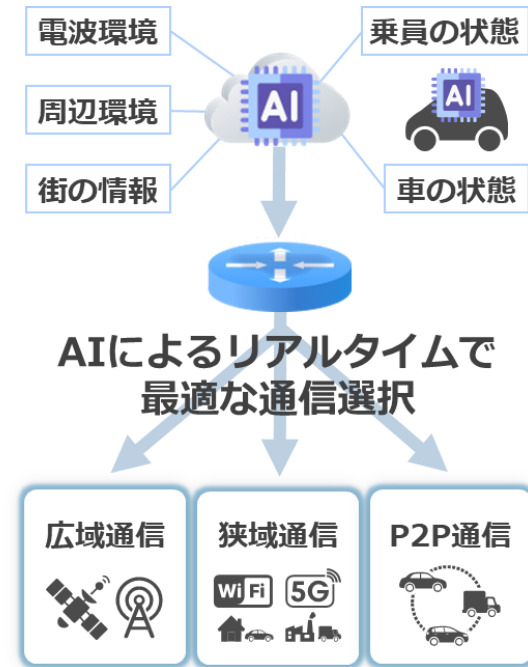 電波環境
乗員の状態
AI
AI
周辺環境
街の情報
車の状態
AIによるリアルタイムで
最適な通信選択
広域通信
狭域通信
P2P通信
WiFi
5G